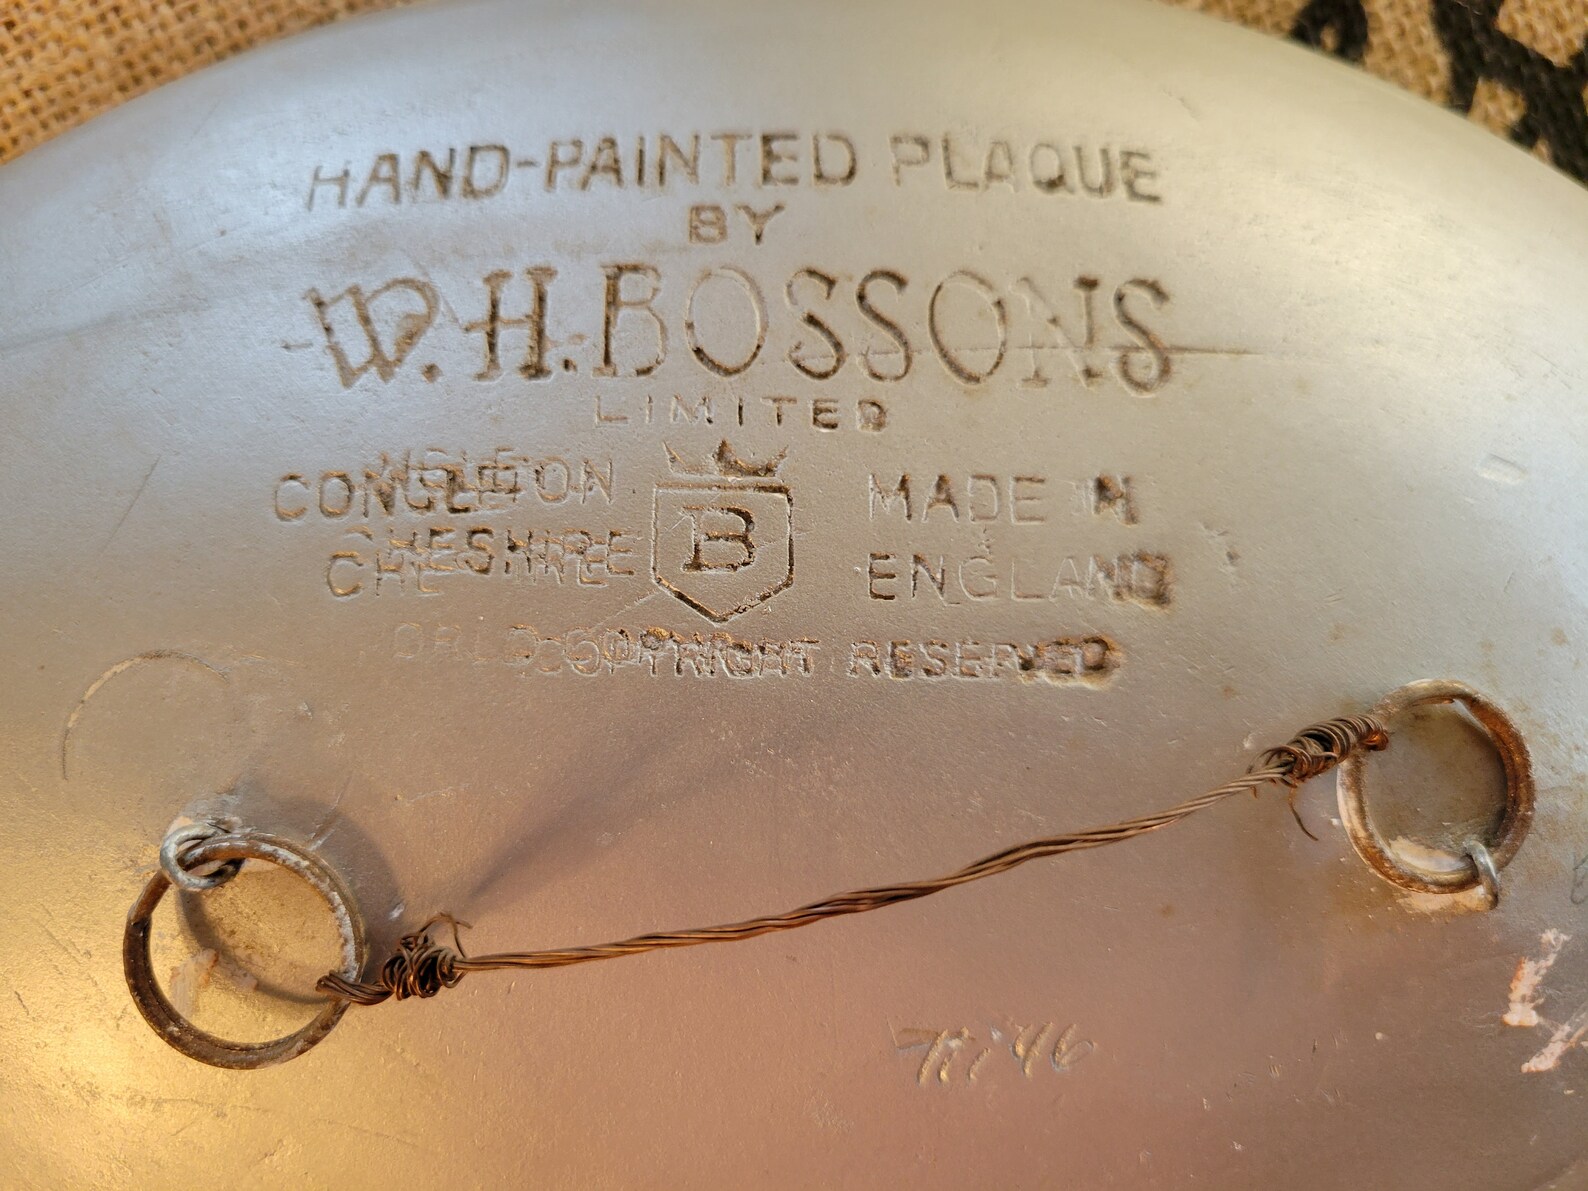 HAND-PAINTED PLAQUE
BY
W.H. BOSSONS
LIMITED
CONGLETON
CHESHIRE
B
MADE IN
ENGLAND
COPYRIGHT RESERVED